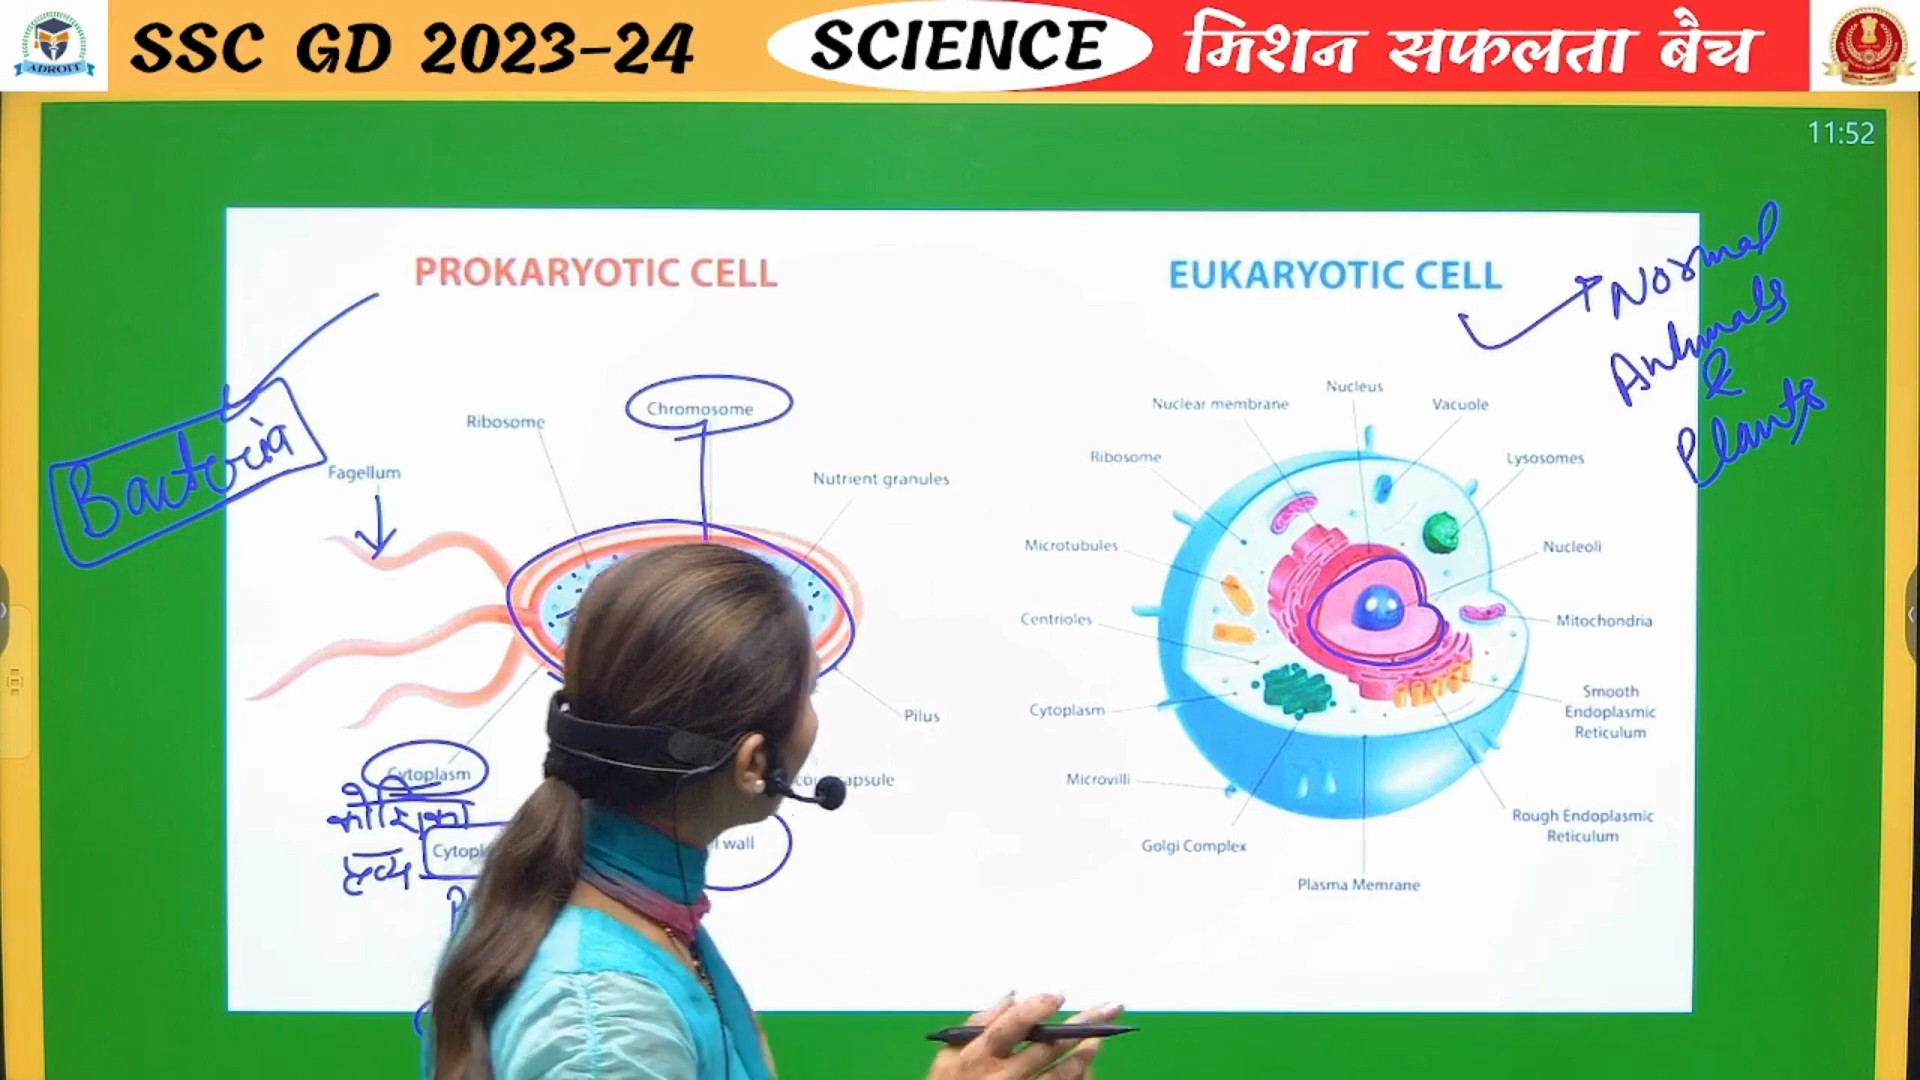 ADROIT
SSC GD 2023-24
SCIENCE
मिशन सफलता बैच
11:52
PROKARYOTIC CELL
EUKARYOTIC CELL
Normal
Animals
&
Plants
Bacteria
Chromosome
Ribosome
Fagellum
Nutrient granules
Pilus
Cytoplasm
कोशिका
द्रव्य
Cytopl
apsule
wall
Nucleus
Nuclear membrane
Vacuole
Ribosome
Lysosomes
Microtubules
Nucleoli
Centrioles
Mitochondria
Cytoplasm
Smooth
Endoplasmic
Reticulum
Microvilli
Rough Endoplasmic
Reticulum
Golgi Complex
Plasma Memrane